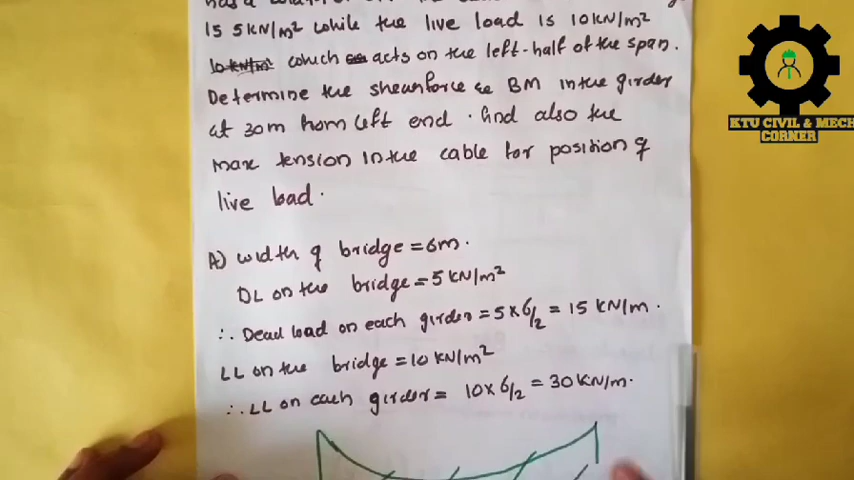 15 5KN/m² while the live load is 10KN/m²
10KN/m² which acts on the left-half of the span.
Determine the shearforce & BM in the girder
at 30m from left end. find also the
max tension in the cable for position of
live load.
A) width of bridge = 6m.
DL on the bridge = 5 KN/m²
∴ Dead load on each girder = 5×6/2 = 15 KN/m.
LL on the bridge = 10 KN/m²
∴ LL on each girder = 10×6/2 = 30 KN/m.
KTU CIVIL & MECH
CORNER